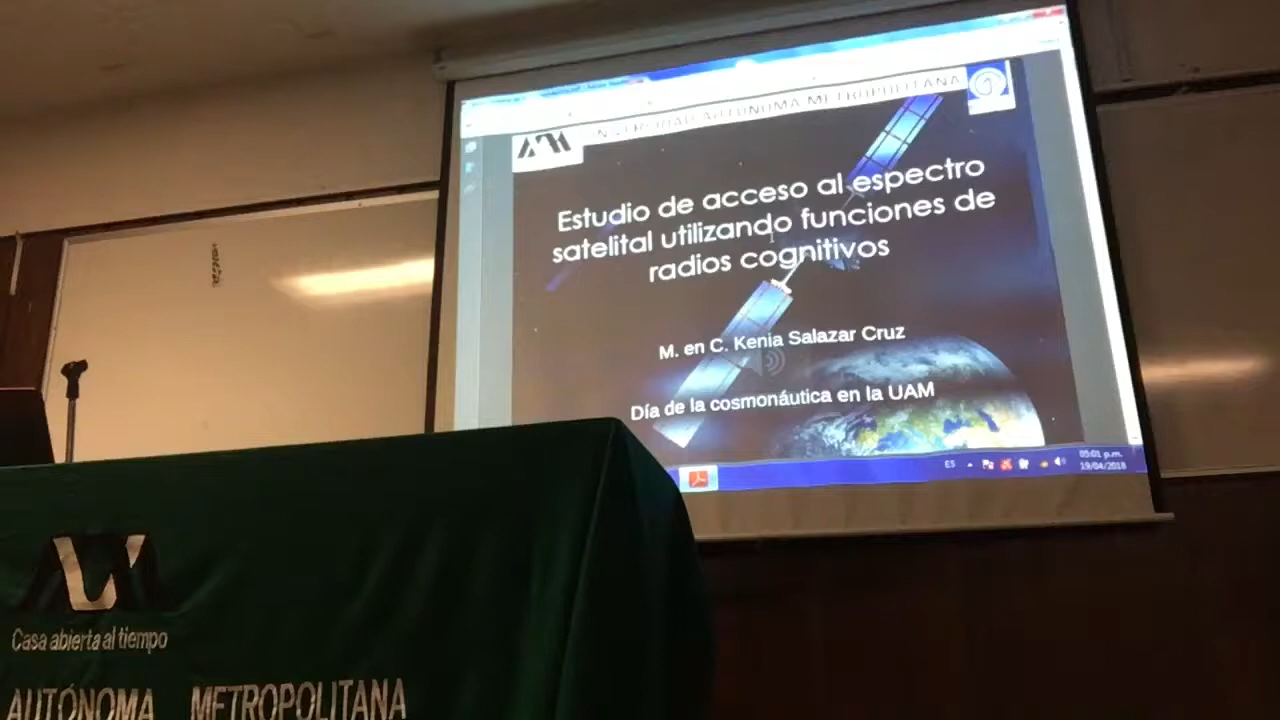 UNIVERSIDAD AUTÓNOMA METROPOLITANA
Estudio de acceso al espectro
satelital utilizando funciones de
radios cognitivos
M. en C. Kenia Salazar Cruz
Día de la cosmonáutica en la UAM
ES
05:01 p.m.
19/04/2018
Casa abierta al tiempo
AUTÓNOMA METROPOLITANA